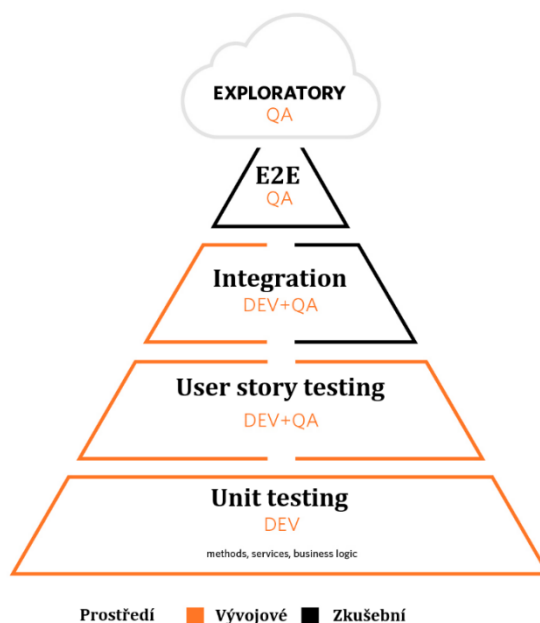 EXPLORATORY
QA
E2E
QA
Integration
DEV+QA
User story testing
DEV+QA
Unit testing
DEV
methods, services, business logic
Prostředí Vývojové Zkušební